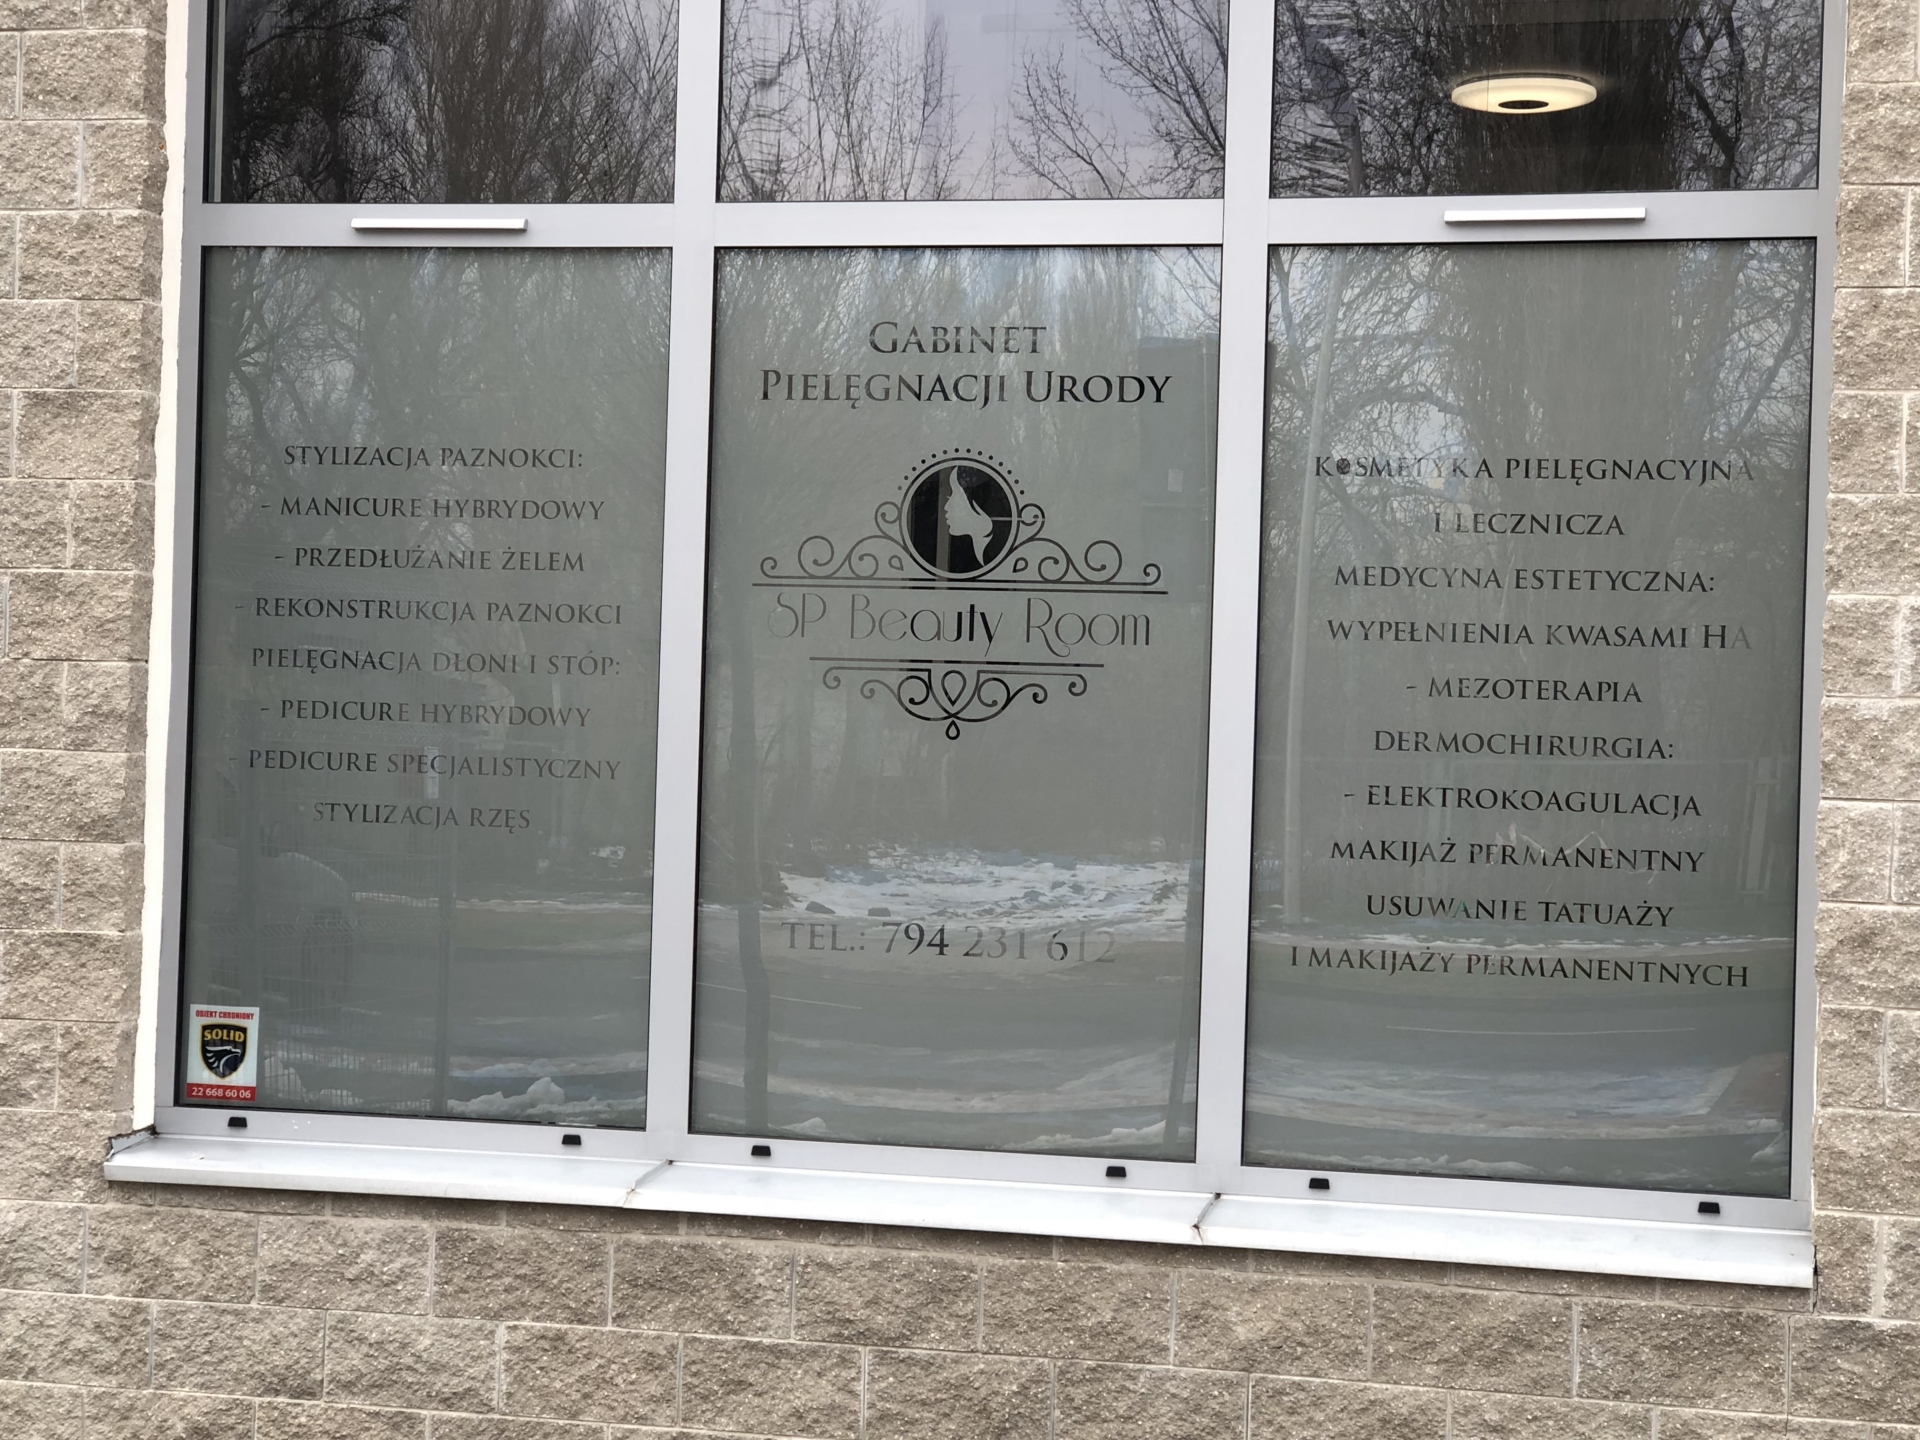 STYLIZACJA PAZNOKCI:
- MANICURE HYBRYDOWY
- PRZEDŁUŻANIE ŻELEM
- REKONSTRUKCJA PAZNOKCI
PIELĘGNACJA DŁONI I STÓP:
- PEDICURE HYBRYDOWY
- PEDICURE SPECJALISTYCZNY
STYLIZACJA RZĘS
OBIEKT CHRONIONY
SOLID
22 668 60 06
GABINET
PIELĘGNACJI URODY
SP Beauty Room
TEL.: 794 231 612
KOSMETYKA PIELĘGNACYJNA
I LECZNICZA
MEDYCYNA ESTETYCZNA:
WYPEŁNIENIA KWASAMI HA
- MEZOTERAPIA
DERMOCHIRURGIA:
- ELEKTROKOAGULACJA
MAKIJAŻ PERMANENTNY
USUWANIE TATUAŻY
I MAKIJAŻY PERMANENTNYCH